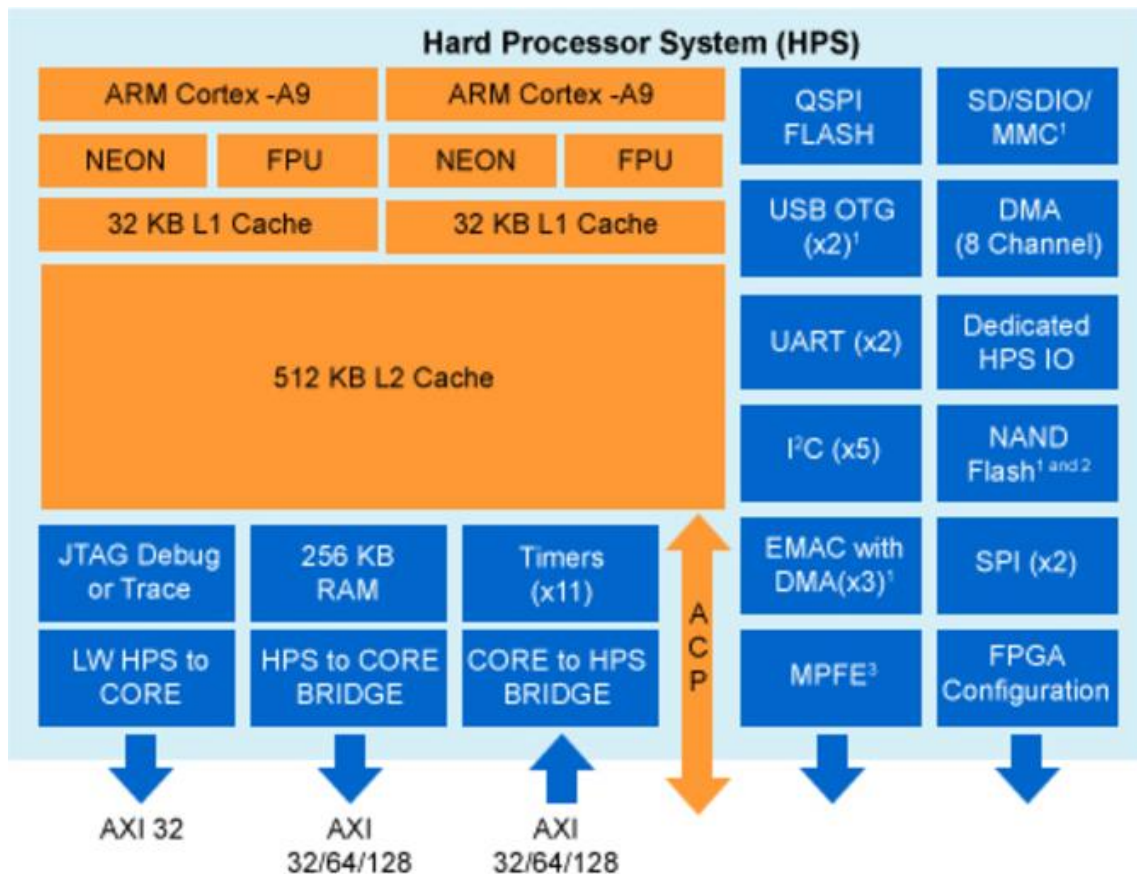 Hard Processor System (HPS)
ARM Cortex -A9
ARM Cortex -A9
NEON
FPU
NEON
FPU
32 KB L1 Cache
32 KB L1 Cache
512 KB L2 Cache
JTAG Debug
or Trace
256 KB
RAM
Timers
(x11)
LW HPS to
CORE
HPS to CORE
BRIDGE
CORE to HPS
BRIDGE
A
C
P
QSPI
FLASH
SD/SDIO/
MMC¹
USB OTG
(x2)¹
DMA
(8 Channel)
UART (x2)
Dedicated
HPS IO
I²C (x5)
NAND
Flash¹ ᵃⁿᵈ ²
EMAC with
DMA(x3)¹
SPI (x2)
MPFE³
FPGA
Configuration
AXI 32
AXI
32/64/128
AXI
32/64/128